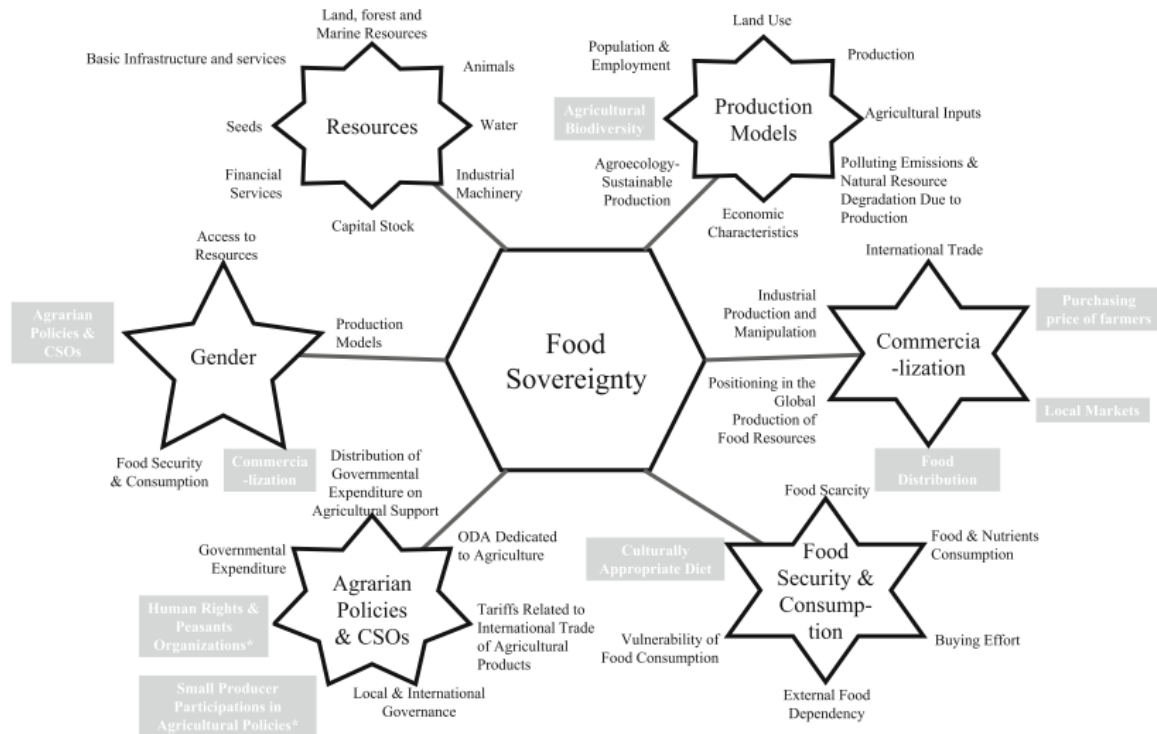 Land, forest and
Marine Resources
Basic Infrastructure and services
Animals
Resources
Seeds
Water
Financial
Services
Industrial
Machinery
Capital Stock
Land Use
Population &
Employment
Production
Agricultural
Biodiversity
Production
Models
Agricultural Inputs
Agroecology-
Sustainable
Production
Polluting Emissions &
Natural Resource
Degradation Due to
Production
Economic
Characteristics
Access to
Resources
Agrarian
Policies &
CSOs
Gender
Production
Models
Food Security
& Consumption
Commercia
-lization
Food
Sovereignty
International Trade
Industrial
Production and
Manipulation
Purchasing
price of farmers
Commercia
-lization
Positioning in the
Global
Production of
Food Resources
Local Markets
Food
Distribution
Distribution of
Governmental
Expenditure on
Agricultural Support
Governmental
Expenditure
ODA Dedicated
to Agriculture
Agrarian
Policies
& CSOs
Human Rights &
Peasants
Organizations*
Tariffs Related to
International Trade
of Agricultural
Products
Small Producer
Participations in
Agricultural Policies*
Local & International
Governance
Food Scarcity
Culturally
Appropriate Diet
Food & Nutrients
Consumption
Food
Security &
Consump-
tion
Vulnerability of
Food Consumption
Buying Effort
External Food
Dependency